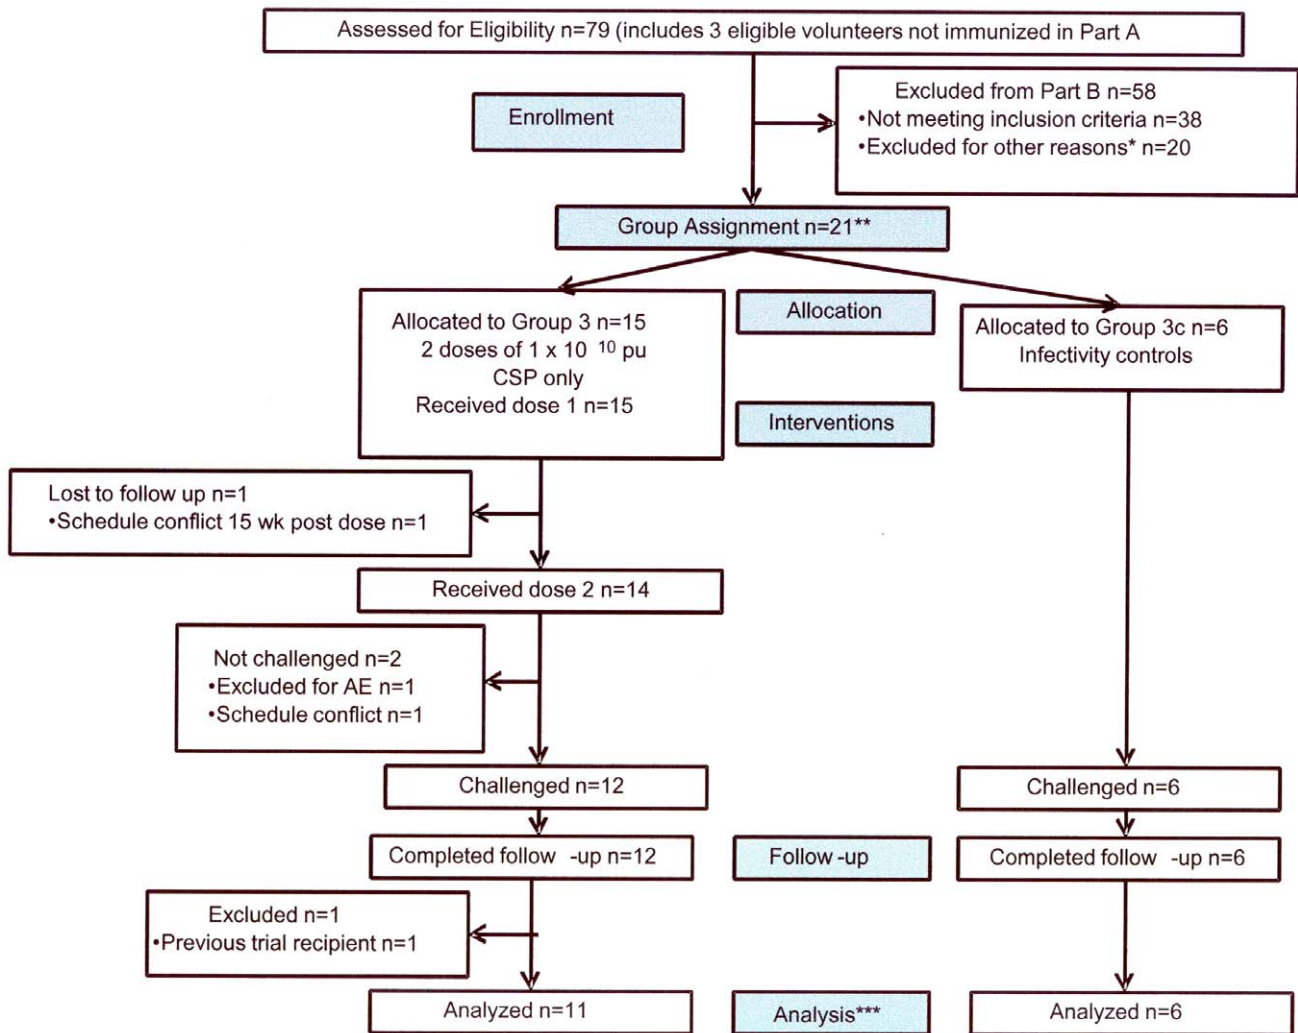 Assessed for Eligibility n=79 (includes 3 eligible volunteers not immunized in Part A
Enrollment
Excluded from Part B n=58
•Not meeting inclusion criteria n=38
•Excluded for other reasons* n=20
Group Assignment n=21**
Allocated to Group 3 n=15
2 doses of 1 x 10 10 pu
CSP only
Received dose 1 n=15
Allocation
Allocated to Group 3c n=6
Infectivity controls
Interventions
Lost to follow up n=1
•Schedule conflict 15 wk post dose n=1
Received dose 2 n=14
Not challenged n=2
•Excluded for AE n=1
•Schedule conflict n=1
Challenged n=12
Challenged n=6
Completed follow -up n=12
Follow -up
Completed follow -up n=6
Excluded n=1
•Previous trial recipient n=1
Analyzed n=11
Analysis***
Analyzed n=6